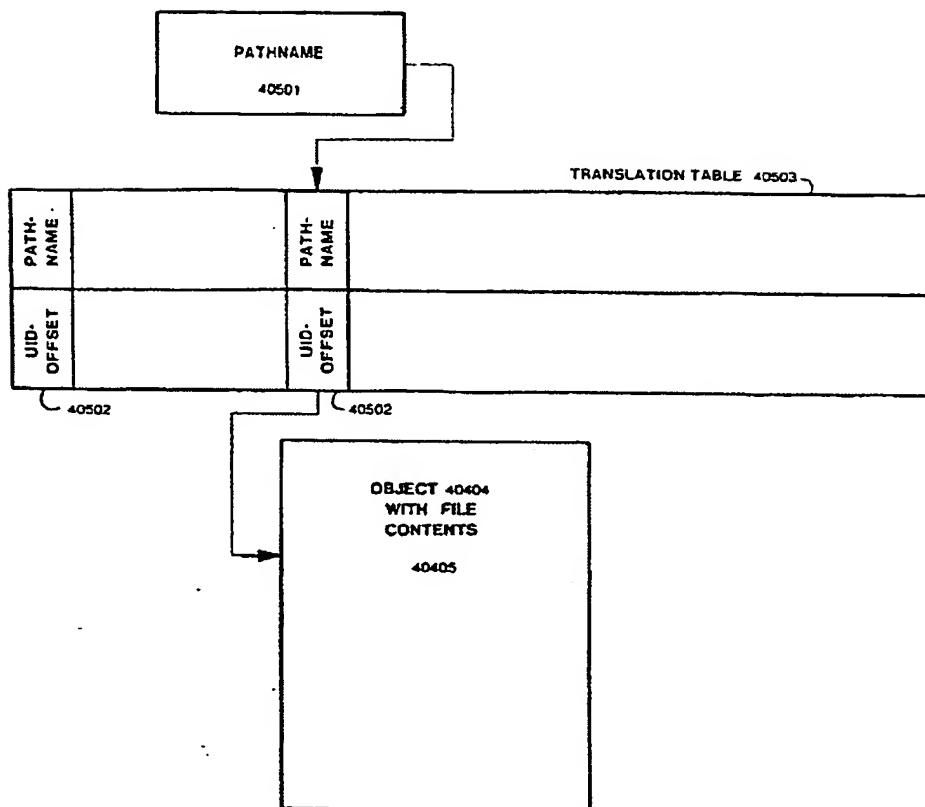 PATHNAME
40501
TRANSLATION TABLE 40503
PATH-
NAME
PATH-
NAME
UID-
OFFSET
UID-
OFFSET
40502
40502
OBJECT 40404
WITH FILE
CONTENTS
40405